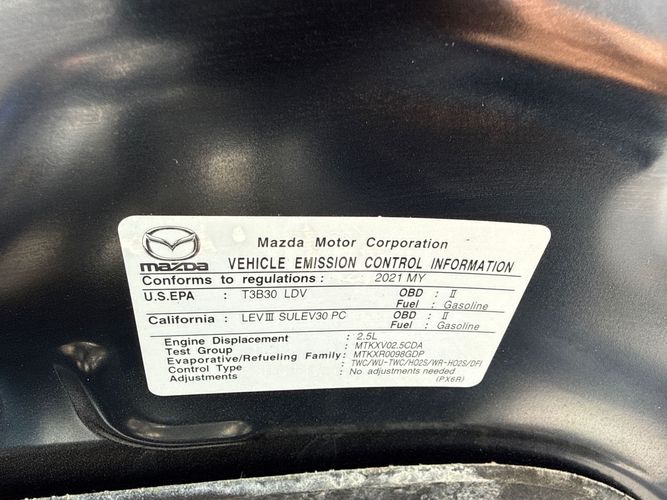 Mazda Motor Corporation
mazda VEHICLE EMISSION CONTROL INFORMATION
Conforms to regulations : 2021 MY
U.S.EPA : T3B30 LDV OBD : II
Fuel : Gasoline
California : LEVIII SULEV30 PC OBD : II
Fuel : Gasoline
Engine Displacement : 2.5L
Test Group : MTKXV02.5CDA
Evaporative/Refueling Family: MTKXR0098GDP
Control Type : TWC/WU-TWC/HO2S/WR-HO2S/DFI
Adjustments : No adjustments needed
(PX6R)